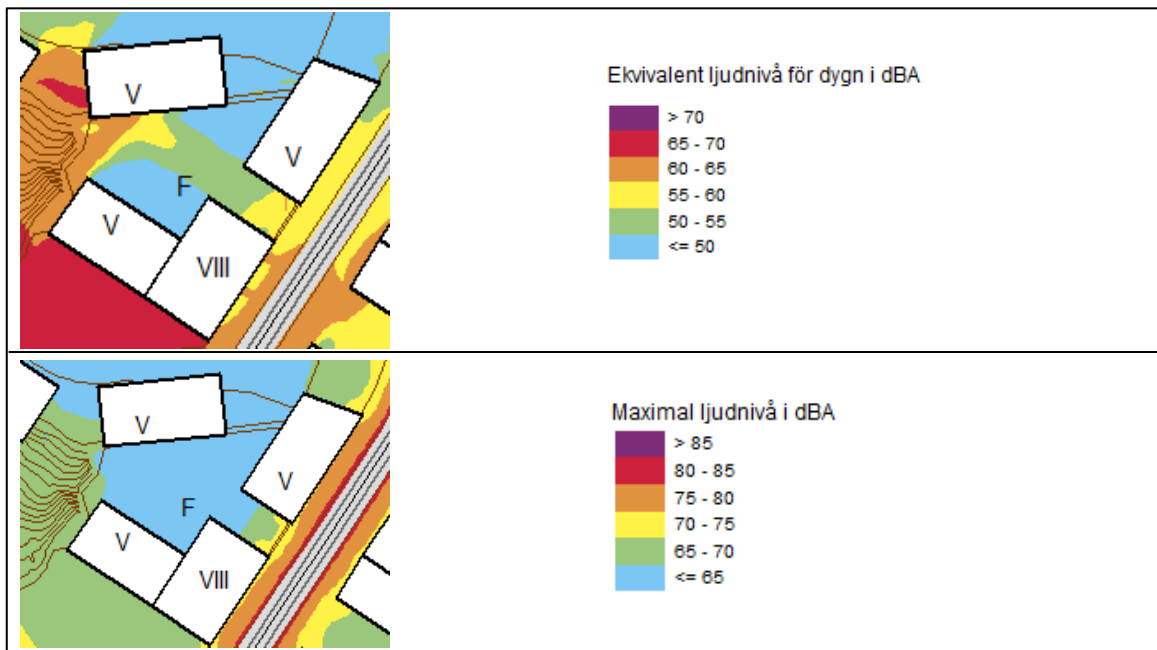 V
V
F
V
VIII
Ekvivalent ljudnivå för dygn i dBA
> 70
65 - 70
60 - 65
55 - 60
50 - 55
<= 50
V
V
F
V
VIII
Maximal ljudnivå i dBA
> 85
80 - 85
75 - 80
70 - 75
65 - 70
<= 65